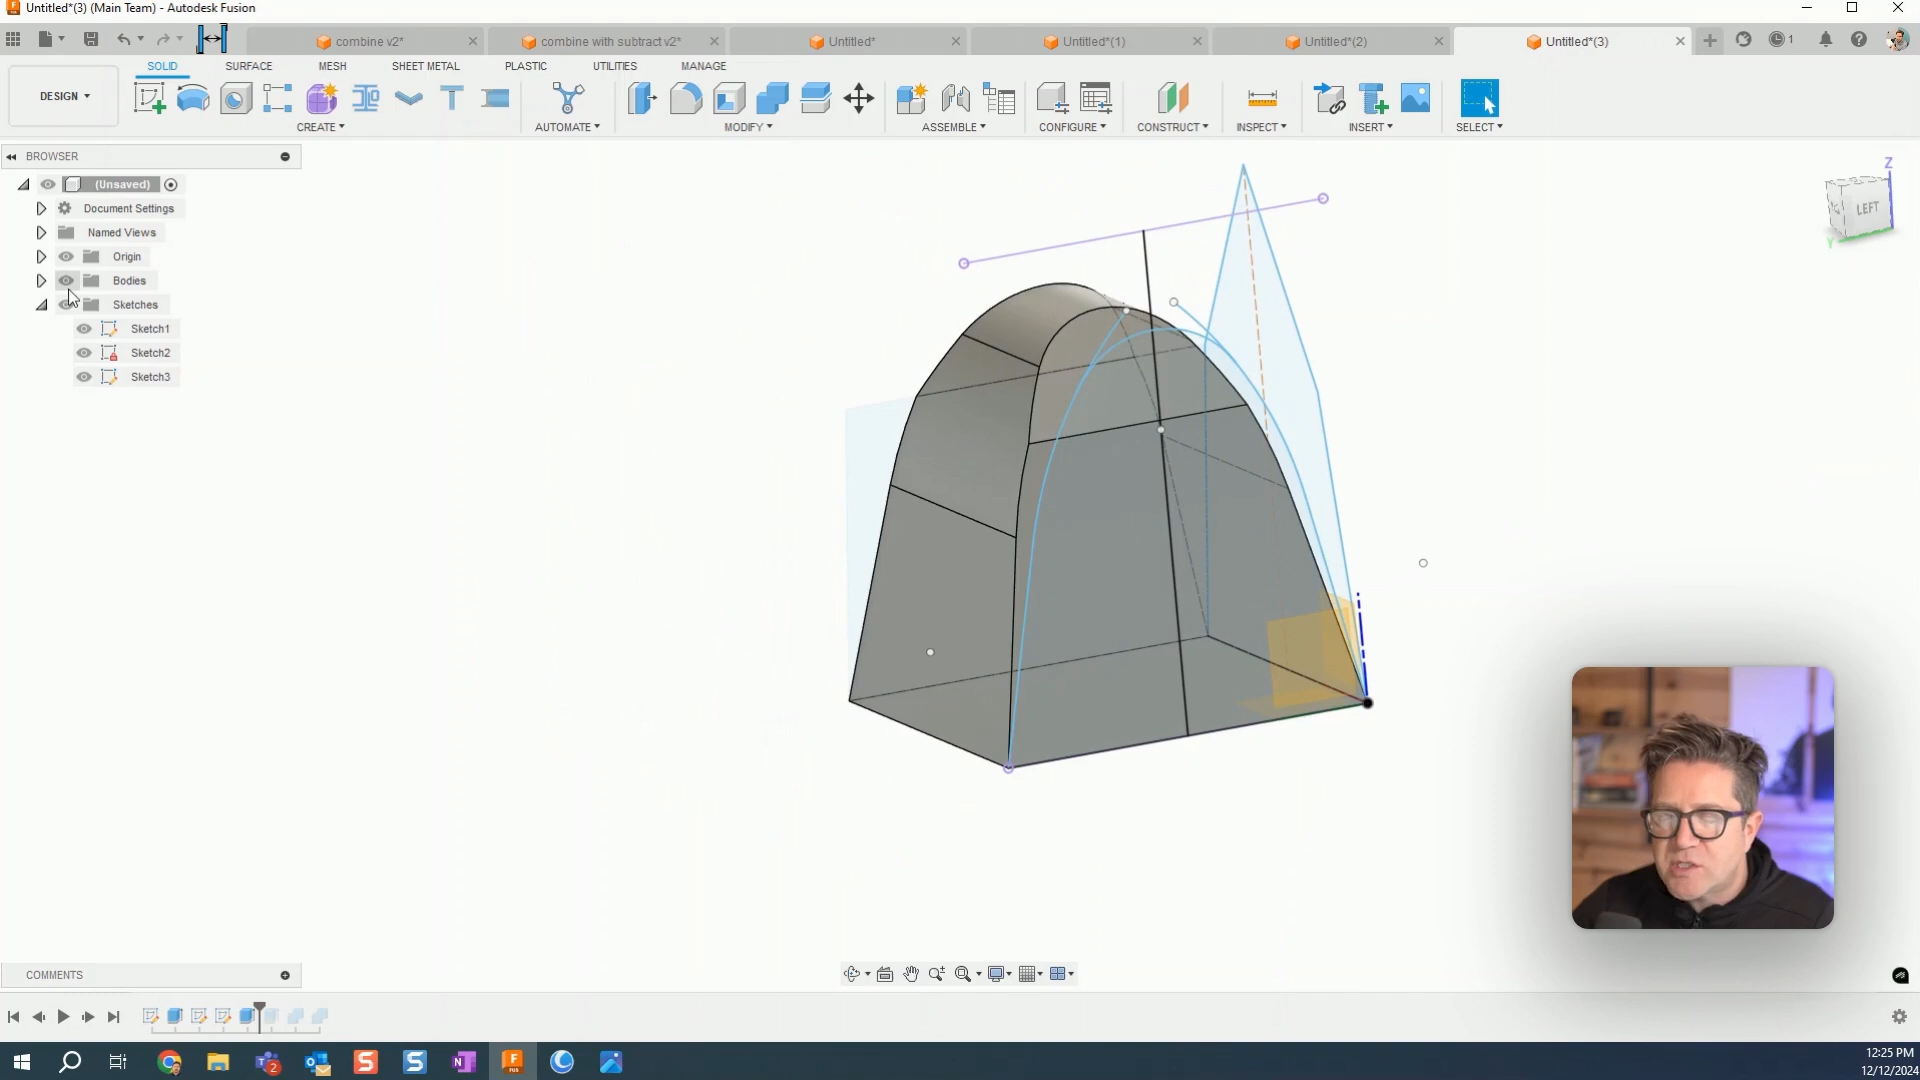 Untitled*(3) (Main Team) - Autodesk Fusion
combine v2*
combine with subtract v2*
Untitled*
Untitled*(1)
Untitled*(2)
Untitled*(3)
1
DESIGN
SOLID
SURFACE
MESH
SHEET METAL
PLASTIC
UTILITIES
MANAGE
CREATE
AUTOMATE
MODIFY
ASSEMBLE
CONFIGURE
CONSTRUCT
INSPECT
INSERT
SELECT
BROWSER
(Unsaved)
Document Settings
Named Views
Origin
Bodies
Sketches
Sketch1
Sketch2
Sketch3
Z
LEFT
Y
COMMENTS
2
N
S
S
F
FUS
12:25 PM
12/12/2024